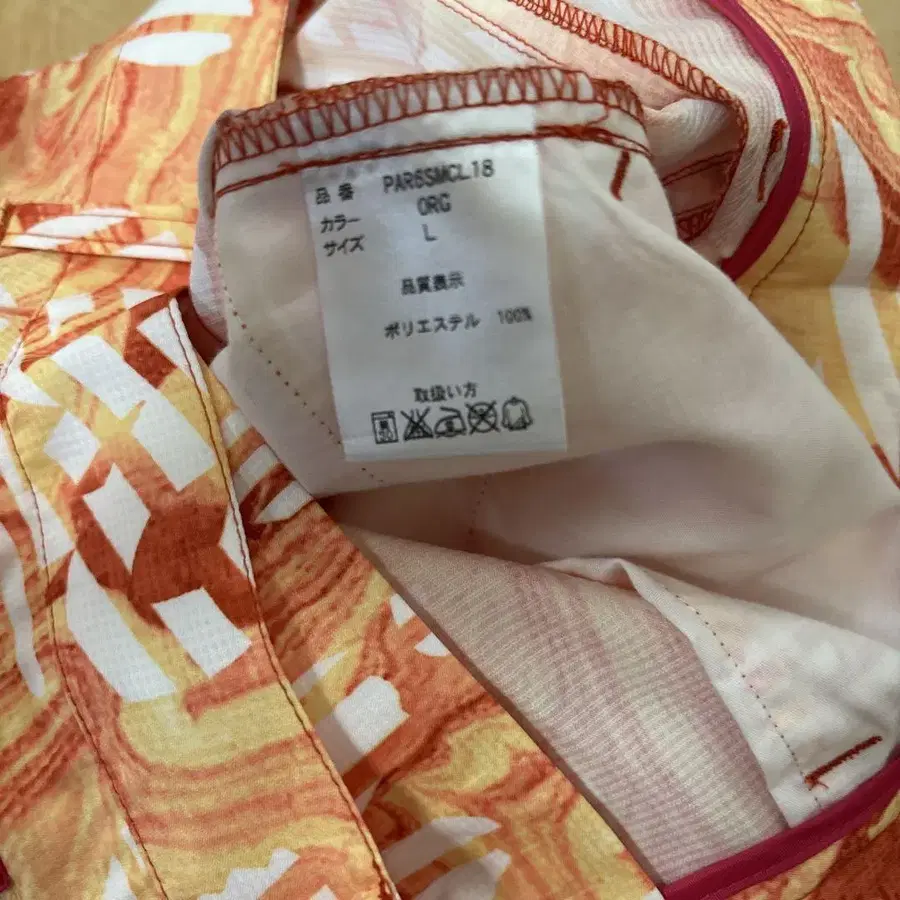 品番 PAR6SMCL18
カラー ORG
サイズ L
品質表示
ポリエステル 100%
取扱い方